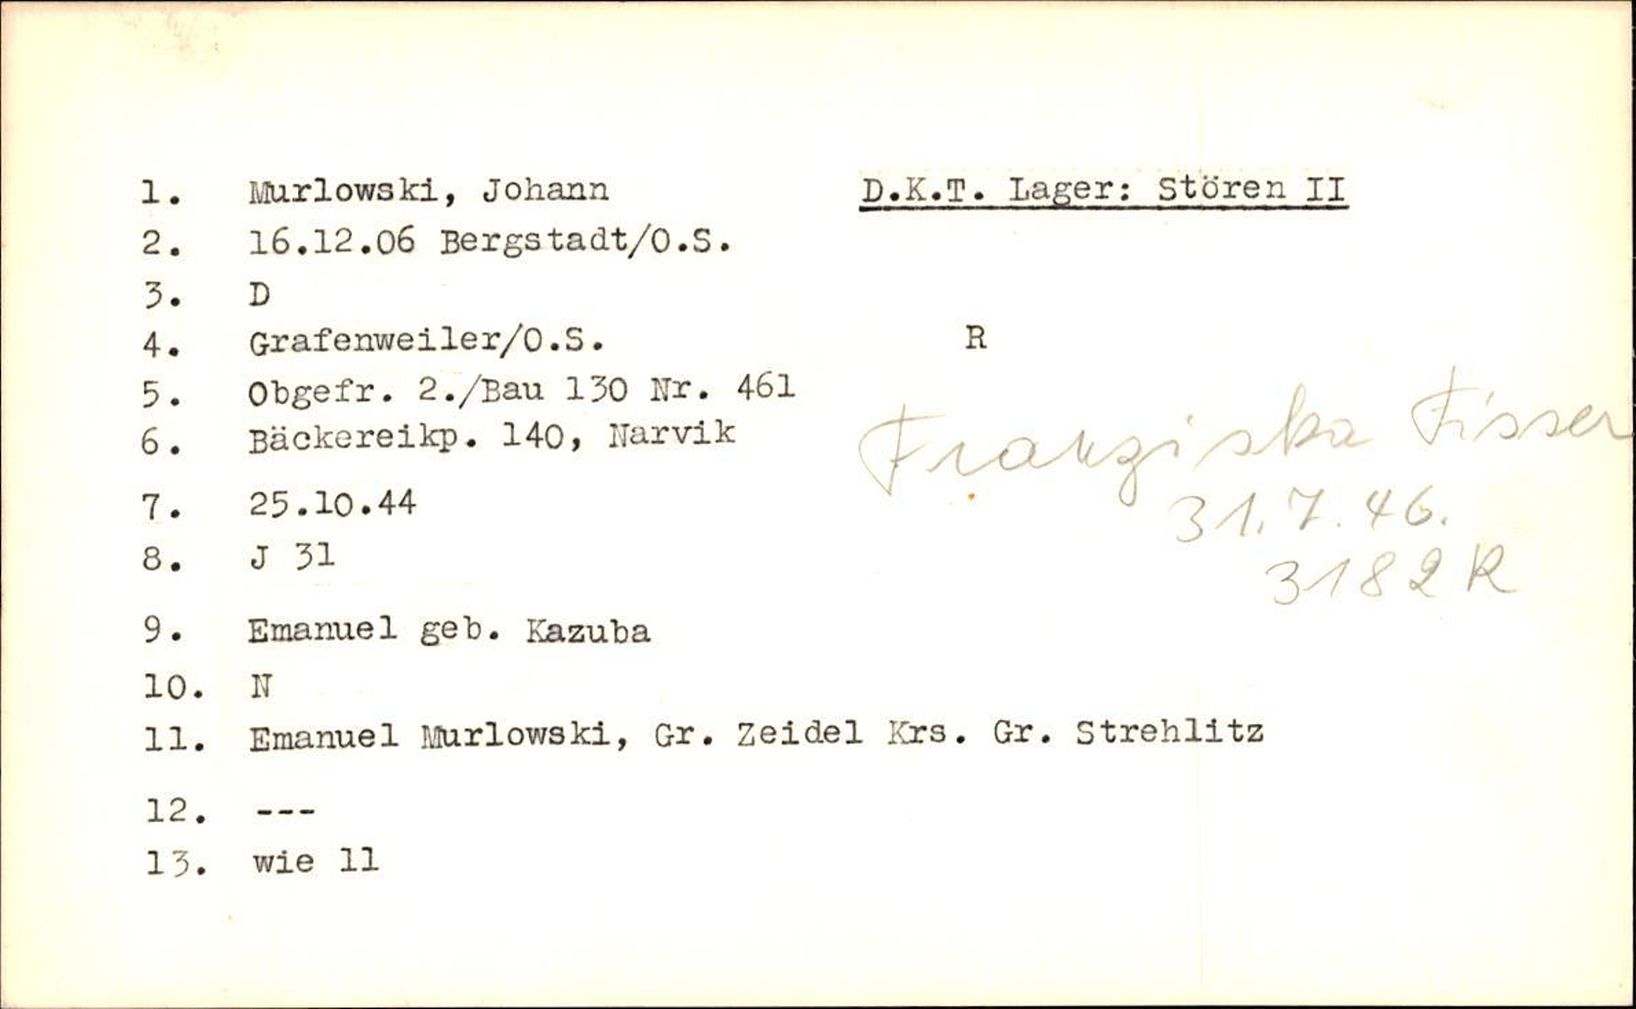 1. Murlowski, Johann D.K.T. Lager: Stören II
2. 16.12.06 Bergstadt/O.S.
3. D
4. Grafenweiler/O.S. R
5. Obgefr. 2./Bau 130 Nr. 461
6. Bäckereikp. 140, Narvik
Franziska Fisser
7. 25.10.44
31.7.46.
8. J 31
3182 R
9. Emanuel geb. Kazuba
10. N
11. Emanuel Murlowski, Gr. Zeidel Krs. Gr. Strehlitz
12. ---
13. wie 11